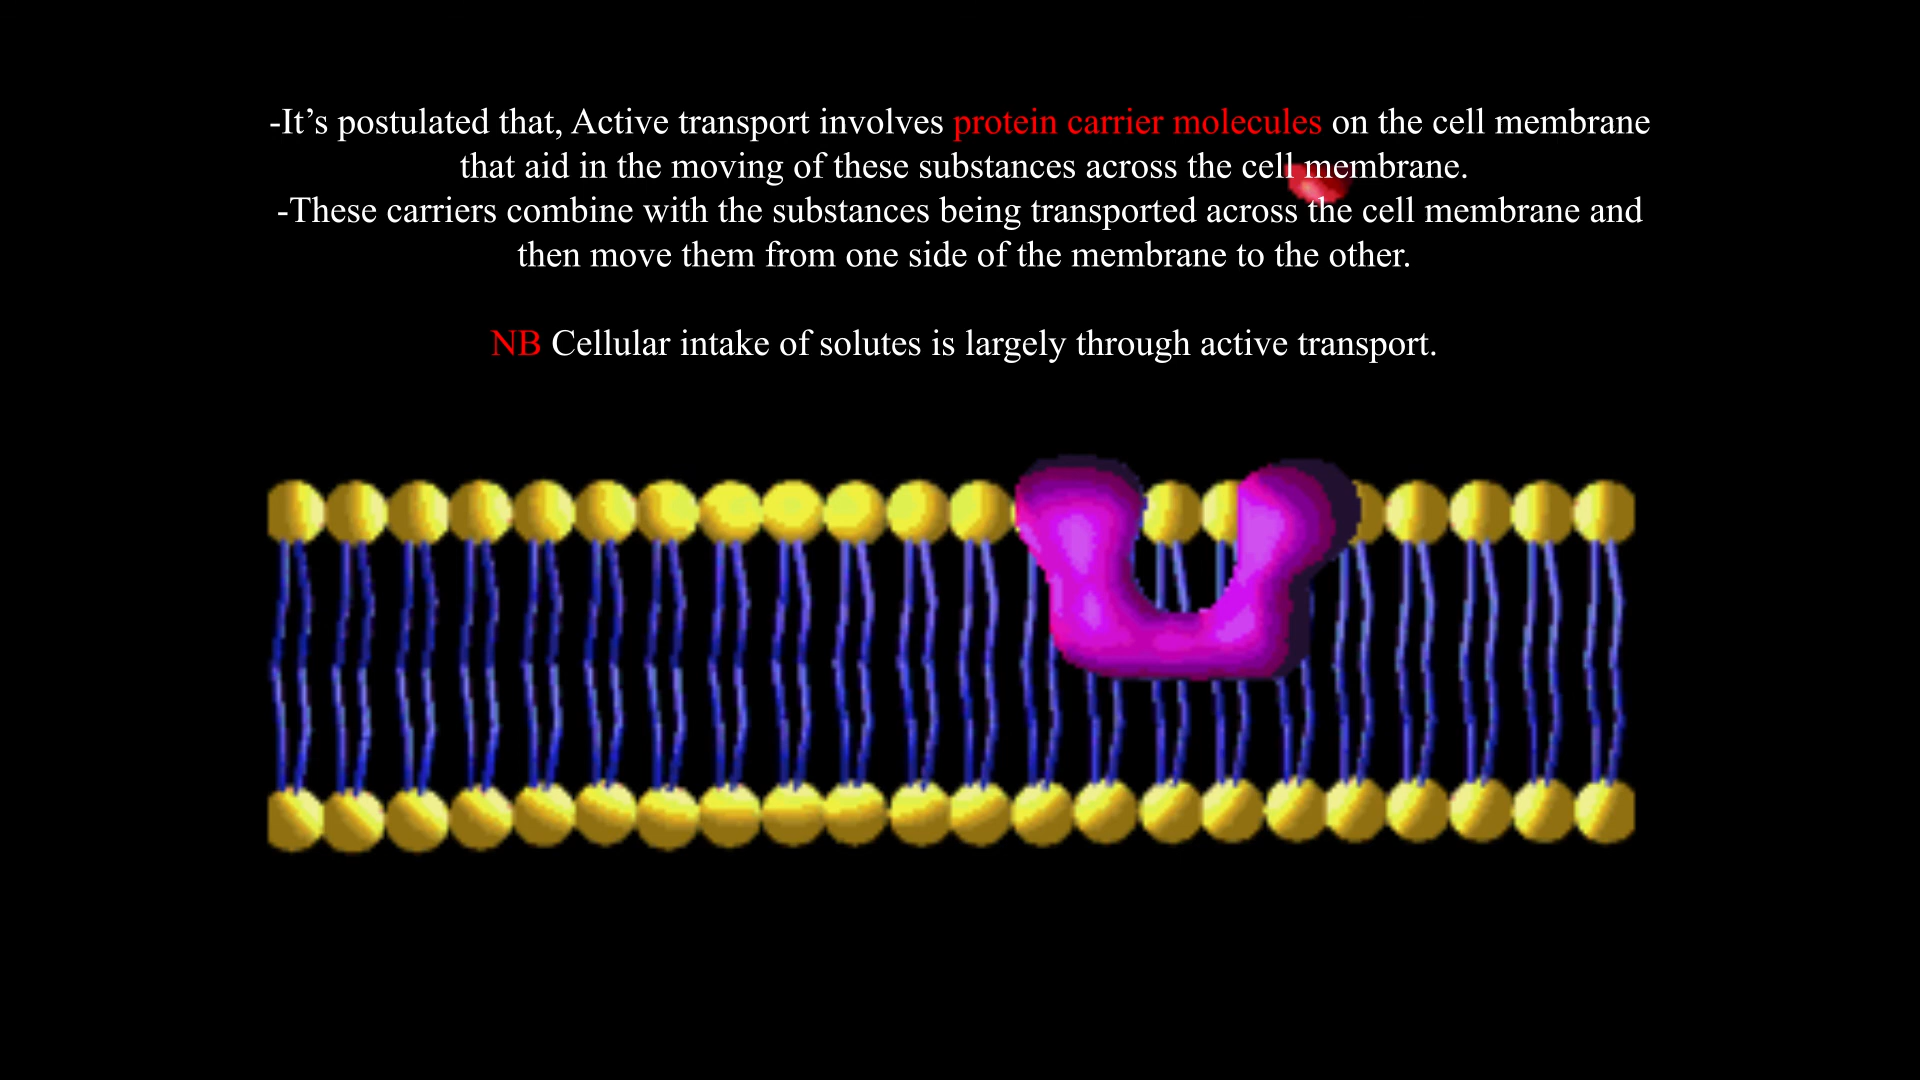 -It’s postulated that, Active transport involves protein carrier molecules on the cell membrane
that aid in the moving of these substances across the cell membrane.
-These carriers combine with the substances being transported across the cell membrane and
then move them from one side of the membrane to the other.
NB Cellular intake of solutes is largely through active transport.